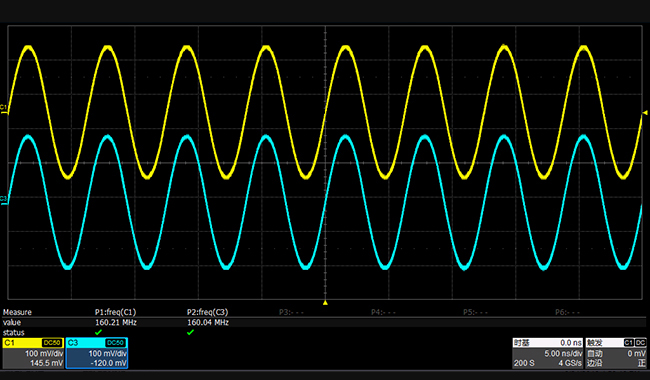 C1
C3
Measure P1:freq(C1) P2:freq(C3) P3:- - - P4:- - - P5:- - - P6:- - -
value 160.21 MHz 160.04 MHz
status
C1 DC50 C3 DC50 时基 0.0 ns 触发 C1 DC
100 mV/div 100 mV/div 5.00 ns/div 自动 0 mV
145.5 mV -120.0 mV 200 S 4 GS/s 边沿 正